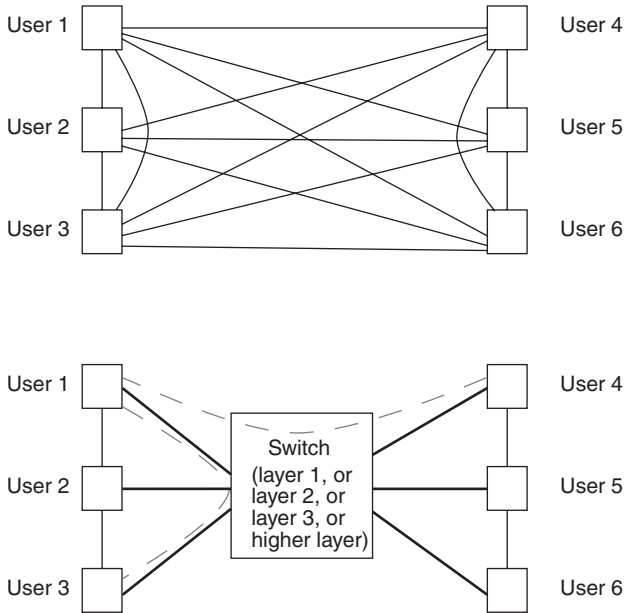 User 1
User 4
User 2
User 5
User 3
User 6
User 1
User 4
Switch
(layer 1, or
layer 2, or
layer 3, or
higher layer)
User 2
User 5
User 3
User 6